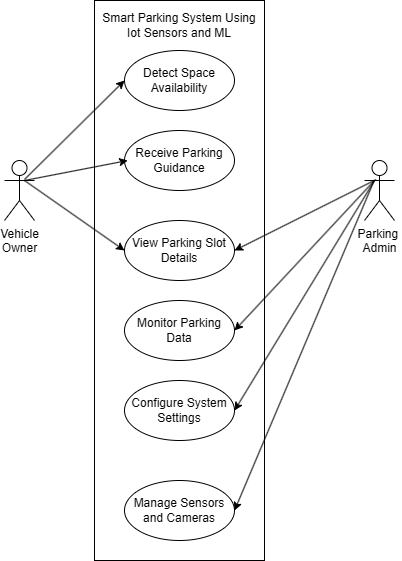 Smart Parking System Using
Iot Sensors and ML
Detect Space
Availability
Receive Parking
Guidance
Vehicle
Owner
View Parking Slot
Details
Parking
Admin
Monitor Parking
Data
Configure System
Settings
Manage Sensors
and Cameras